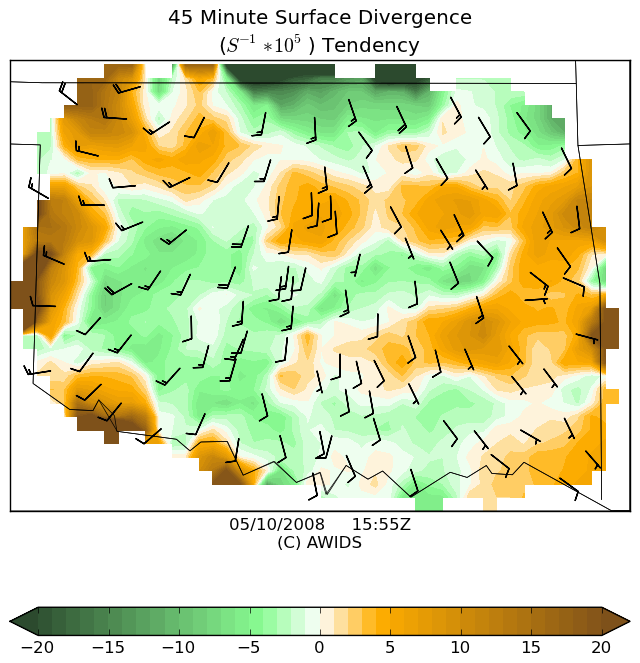 45 Minute Surface Divergence
(S⁻¹ *10⁵ ) Tendency
05/10/2008 15:55Z
(C) AWIDS
−20 −15 −10 −5 0 5 10 15 20